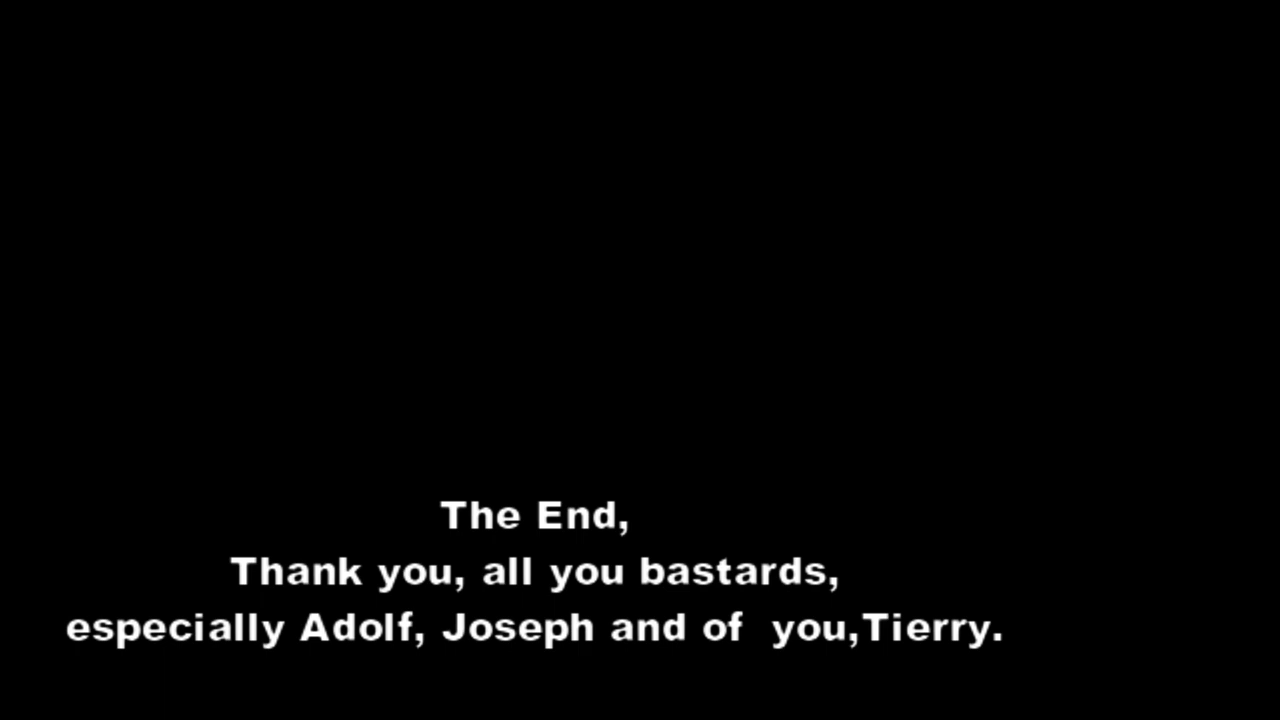 The End,
Thank you, all you bastards,
especially Adolf, Joseph and of  you,Tierry.